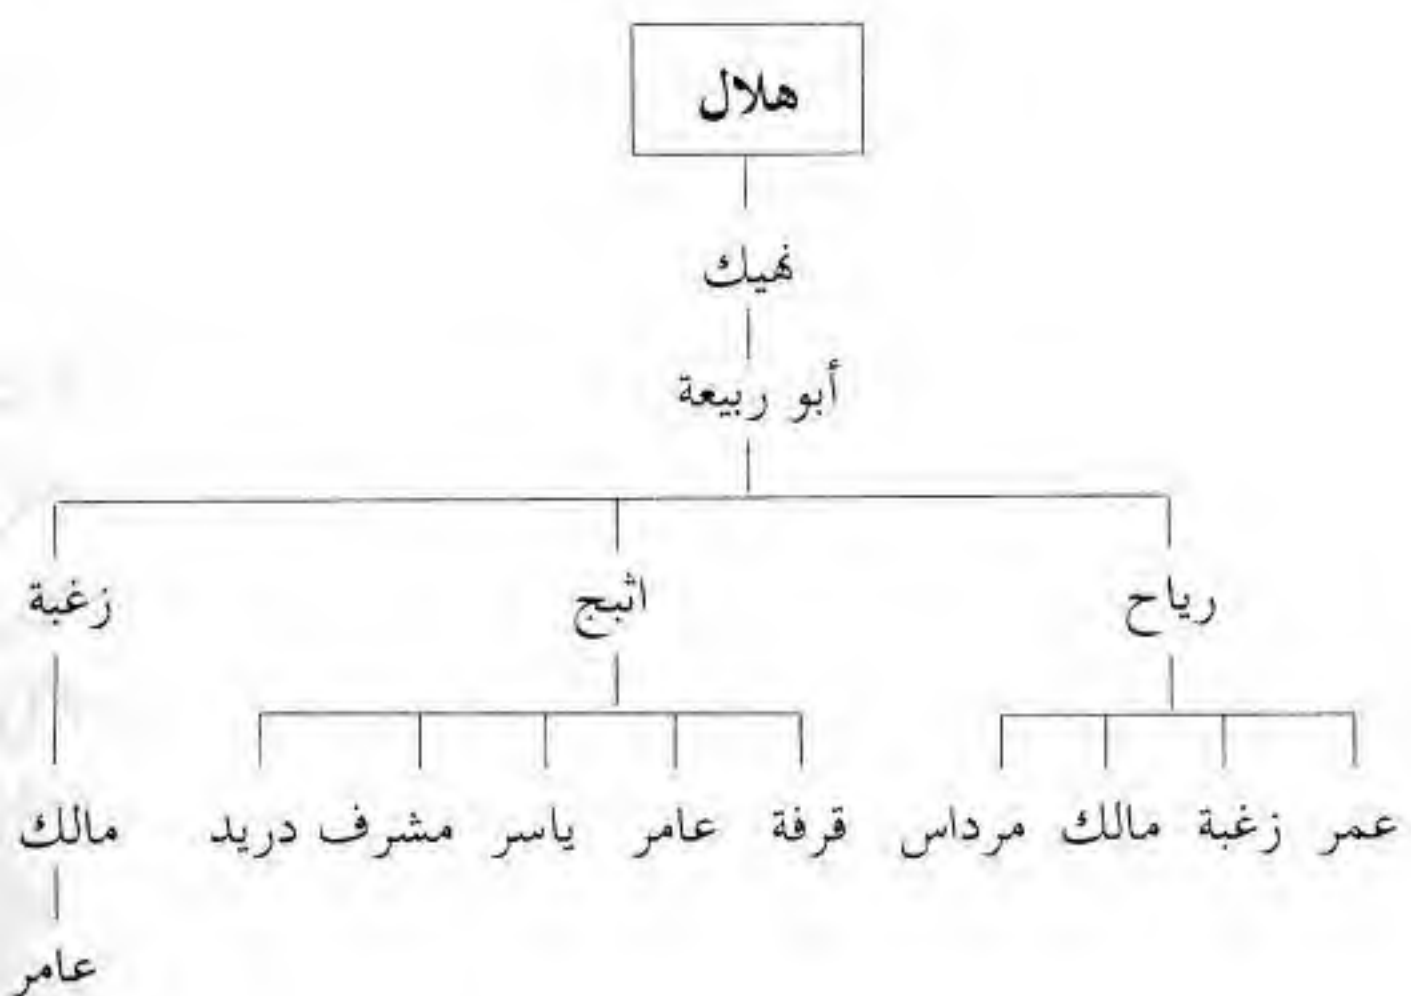 هلال
نهيك
أبو ربيعة
رياح اثبج زغبة
عمر زغبة مالك مرداس قرفة عامر ياسر مشرف دريد مالك
عامر